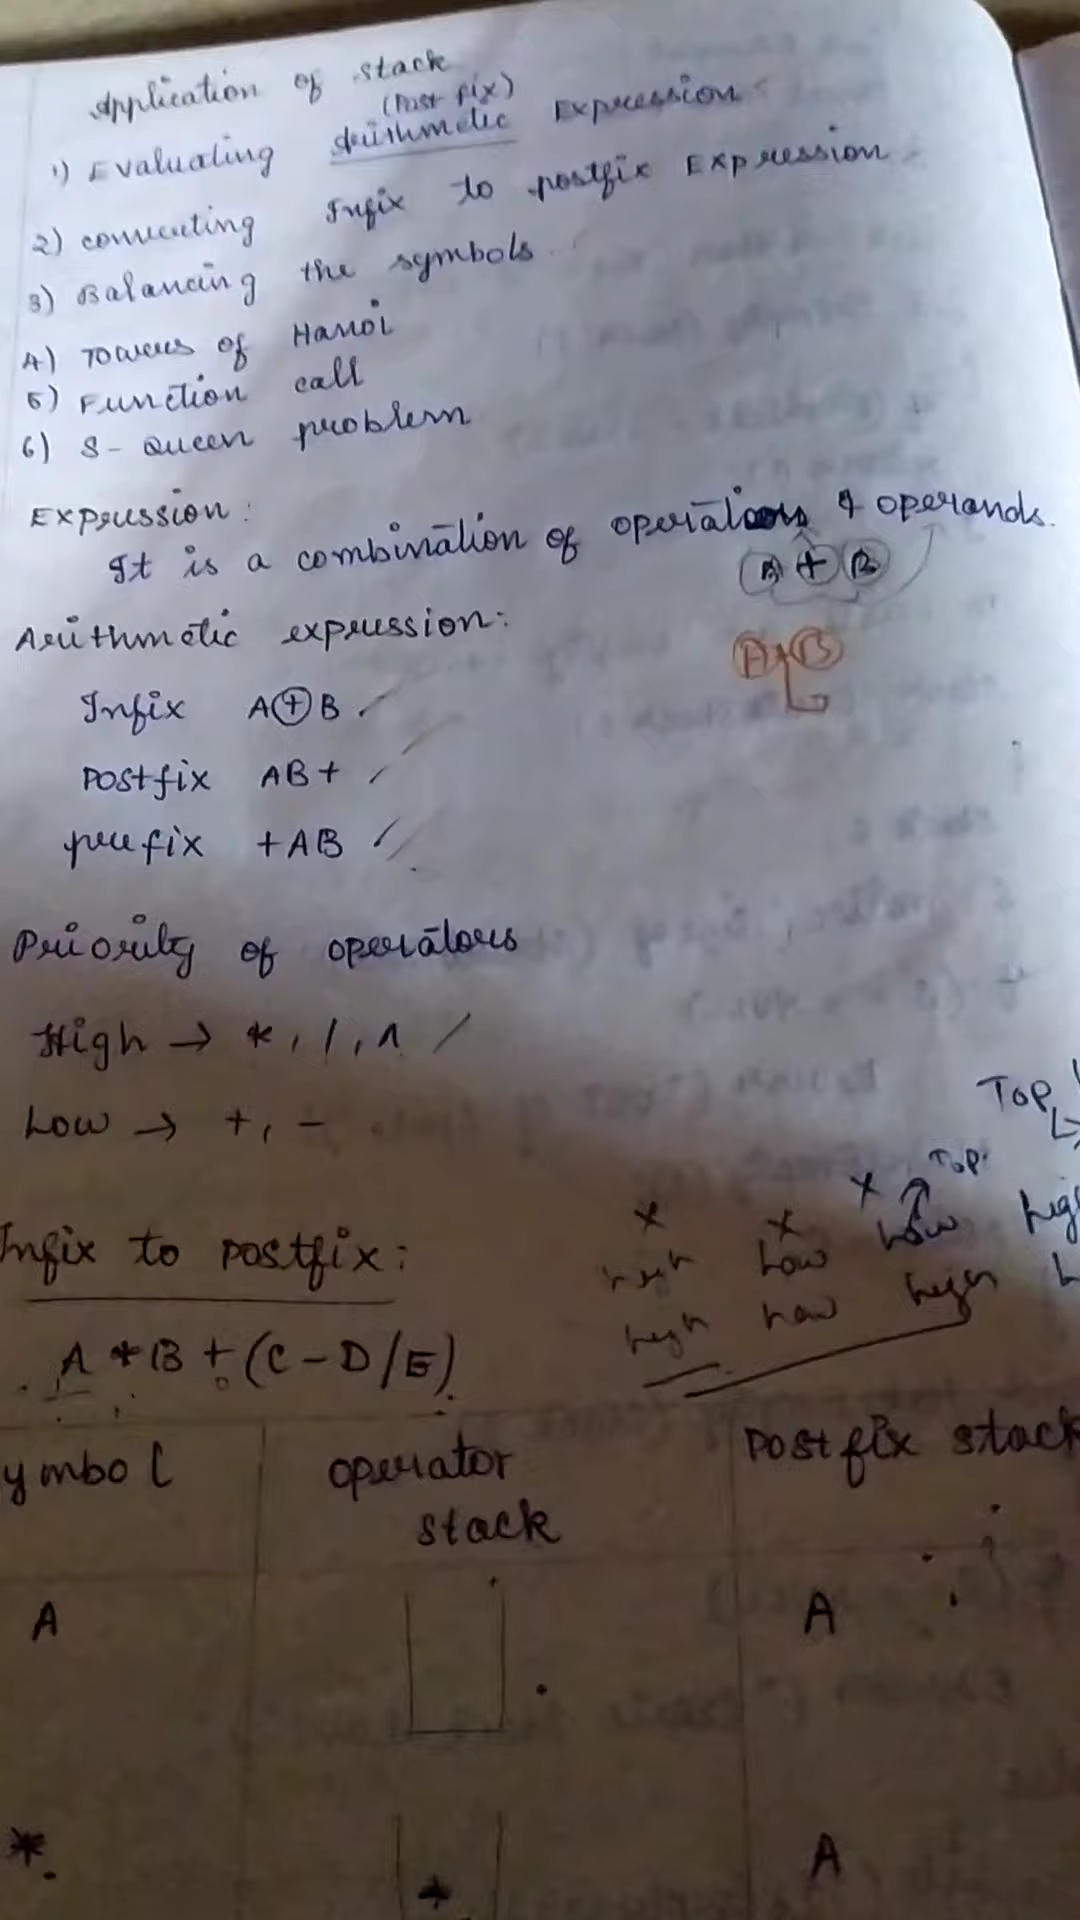 Application of stack
(Post fix)
1) Evaluating Arithmetic Expression
2) converting Infix to postfix Expression
3) Balancing the symbols
4) Towers of Hanoi
5) Function call
6) 8-Queen problem
Expression:
It is a combination of operators & operands.
A + B
Arithmetic expression:
A+B
Infix A+B
Postfix AB+
prefix +AB
Priority of operators
High → *, /, ^
Low → +, -
Top
Top
x x x
high low low hig
high low high
Infix to postfix:
A * B + (C - D/E)
ymbol operator stack Postfix stack
A A
* + A